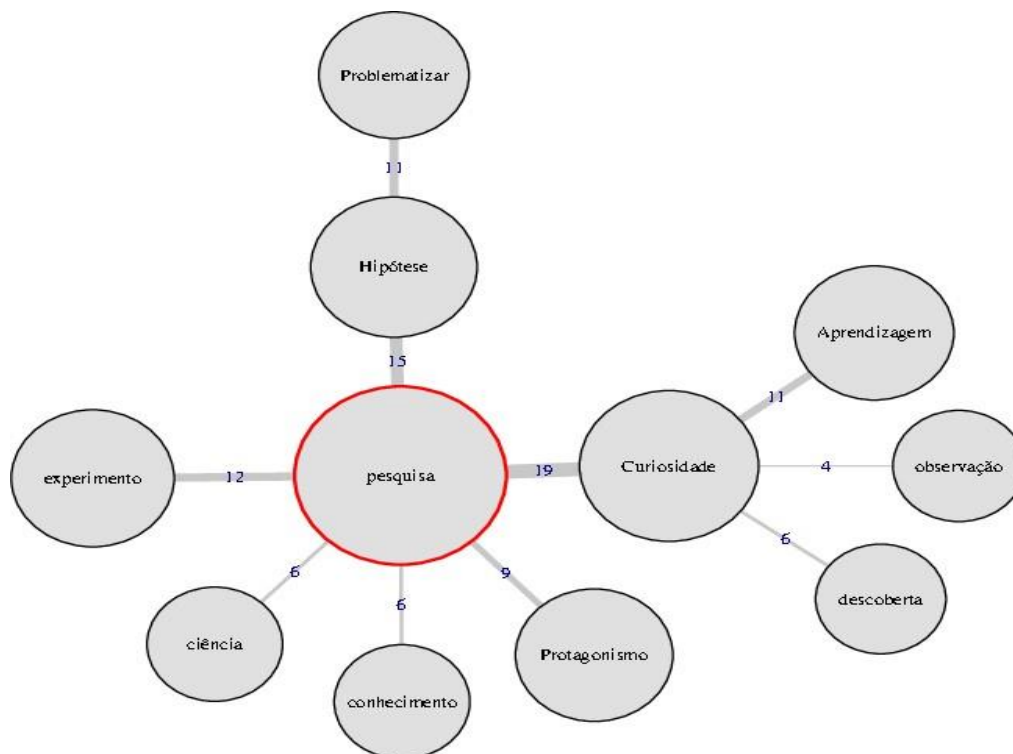 Problematizar
11
Hipótese
15
Aprendizagem
11
experimento
12
pesquisa
19
Curiosidade
4
observação
6
6
9
6
descoberta
ciência
6
Protagonismo
conhecimento